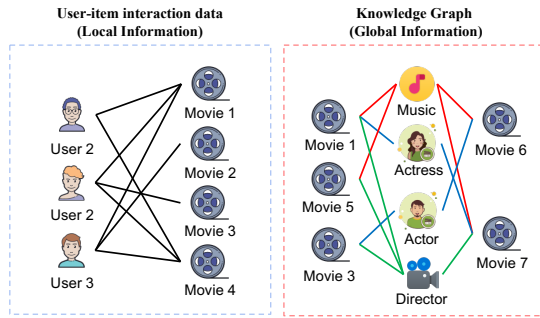 User-item interaction data
(Local Information)
User 2
User 2
User 3
Movie 1
Movie 2
Movie 3
Movie 4
Knowledge Graph
(Global Information)
Movie 1
Movie 5
Movie 3
Music
Actress
Actor
Director
Movie 6
Movie 7